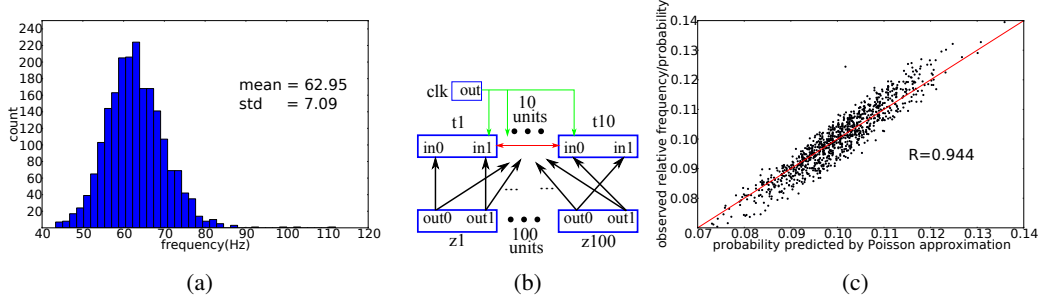 240
220
200
180
160
140
120
100
80
60
40
20
count
mean = 62.95
std = 7.09
40 50 60 70 80 90 100 110 120
frequency(Hz)
(a)
clk out
10
units
t1 t10
in0 in1 in0 in1
... ...
out0 out1 out0 out1
100
z1 units z100
(b)
observed relative frequency/probability
0.14
0.13
0.12
0.11
0.10
0.09
0.08
R=0.944
0.07 0.08 0.09 0.10 0.11 0.12 0.13 0.14
probability predicted by Poisson approximation
(c)